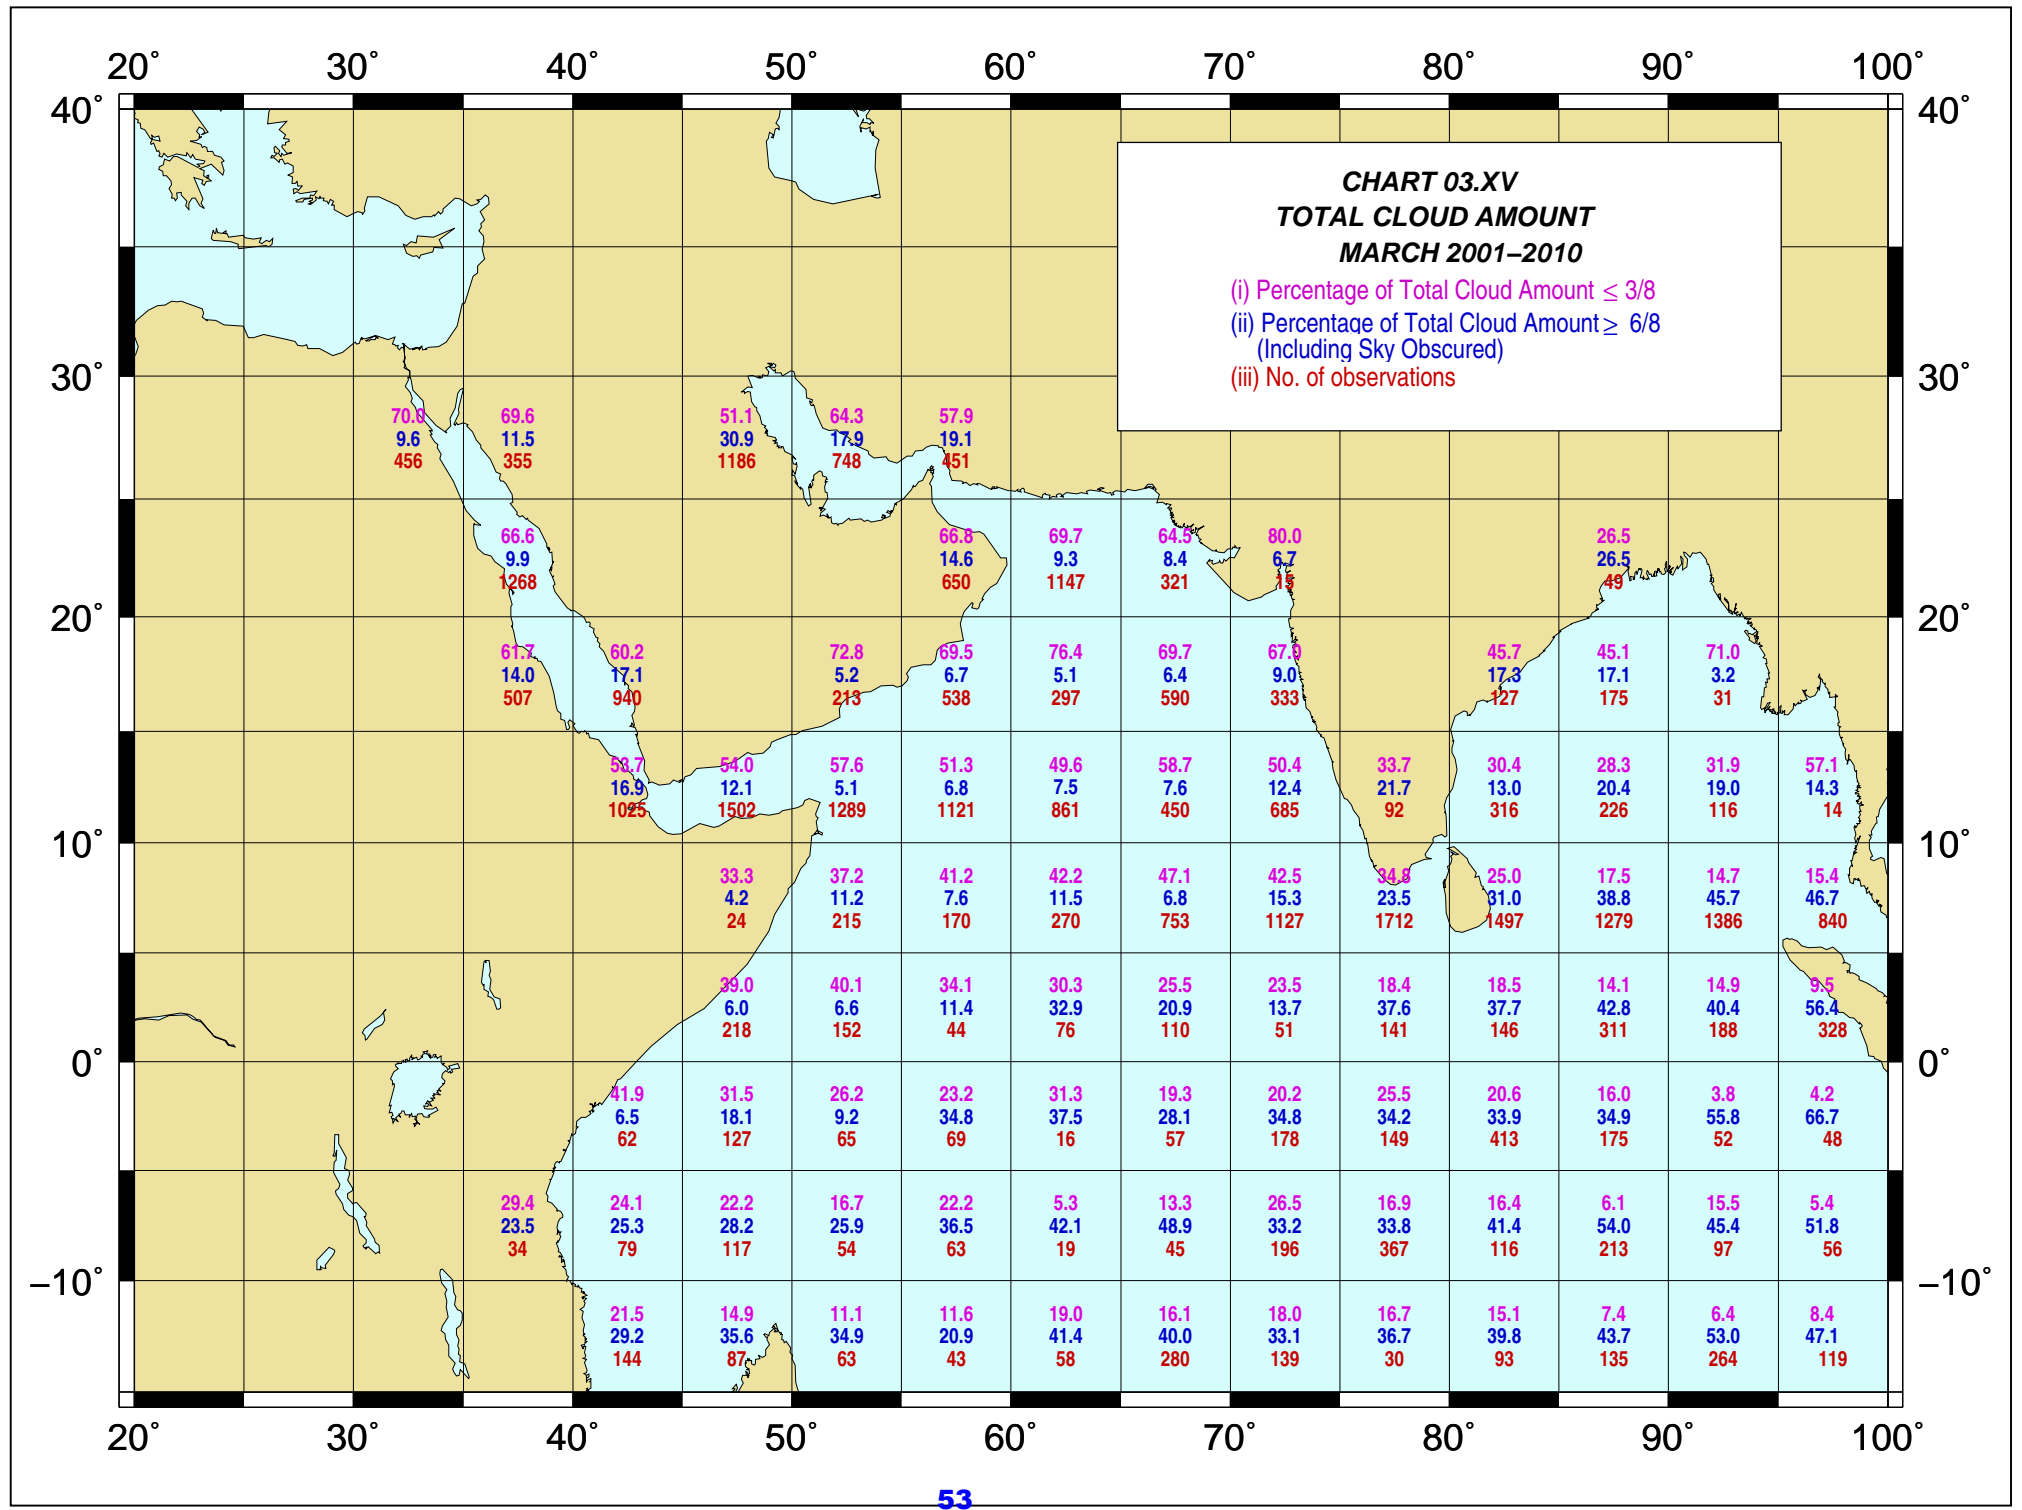 20° 30° 40° 50° 60° 70° 80° 90° 100°
40° 40°
CHART 03.XV
TOTAL CLOUD AMOUNT
MARCH 2001–2010
(i) Percentage of Total Cloud Amount ≤ 3/8
(ii) Percentage of Total Cloud Amount ≥ 6/8
(Including Sky Obscured)
(iii) No. of observations
30° 30°
70.0 69.6 51.1 64.3 57.9
9.6 11.5 30.9 17.9 19.1
456 355 1186 748 451
66.6 66.8 69.7 64.5 80.0 26.5
9.9 14.6 9.3 8.4 6.7 26.5
1268 650 1147 321 15 49
20° 20°
61.7 60.2 72.8 69.5 76.4 69.7 67.0 45.7 45.1 71.0
14.0 17.1 5.2 6.7 5.1 6.4 9.0 17.3 17.1 3.2
507 940 213 538 297 590 333 127 175 31
53.7 54.0 57.6 51.3 49.6 58.7 50.4 33.7 30.4 28.3 31.9 57.1
16.9 12.1 5.1 6.8 7.5 7.6 12.4 21.7 13.0 20.4 19.0 14.3
1025 1502 1289 1121 861 450 685 92 316 226 116 14
10° 10°
33.3 37.2 41.2 42.2 47.1 42.5 34.8 25.0 17.5 14.7 15.4
4.2 11.2 7.6 11.5 6.8 15.3 23.5 31.0 38.8 45.7 46.7
24 215 170 270 753 1127 1712 1497 1279 1386 840
39.0 40.1 34.1 30.3 25.5 23.5 18.4 18.5 14.1 14.9 9.5
6.0 6.6 11.4 32.9 20.9 13.7 37.6 37.7 42.8 40.4 56.4
218 152 44 76 110 51 141 146 311 188 328
0° 0°
41.9 31.5 26.2 23.2 31.3 19.3 20.2 25.5 20.6 16.0 3.8 4.2
6.5 18.1 9.2 34.8 37.5 28.1 34.8 34.2 33.9 34.9 55.8 66.7
62 127 65 69 16 57 178 149 413 175 52 48
29.4 24.1 22.2 16.7 22.2 5.3 13.3 26.5 16.9 16.4 6.1 15.5 5.4
23.5 25.3 28.2 25.9 36.5 42.1 48.9 33.2 33.8 41.4 54.0 45.4 51.8
34 79 117 54 63 19 45 196 367 116 213 97 56
–10° –10°
21.5 14.9 11.1 11.6 19.0 16.1 18.0 16.7 15.1 7.4 6.4 8.4
29.2 35.6 34.9 20.9 41.4 40.0 33.1 36.7 39.8 43.7 53.0 47.1
144 87 63 43 58 280 139 30 93 135 264 119
20° 30° 40° 50° 60° 70° 80° 90° 100°
53